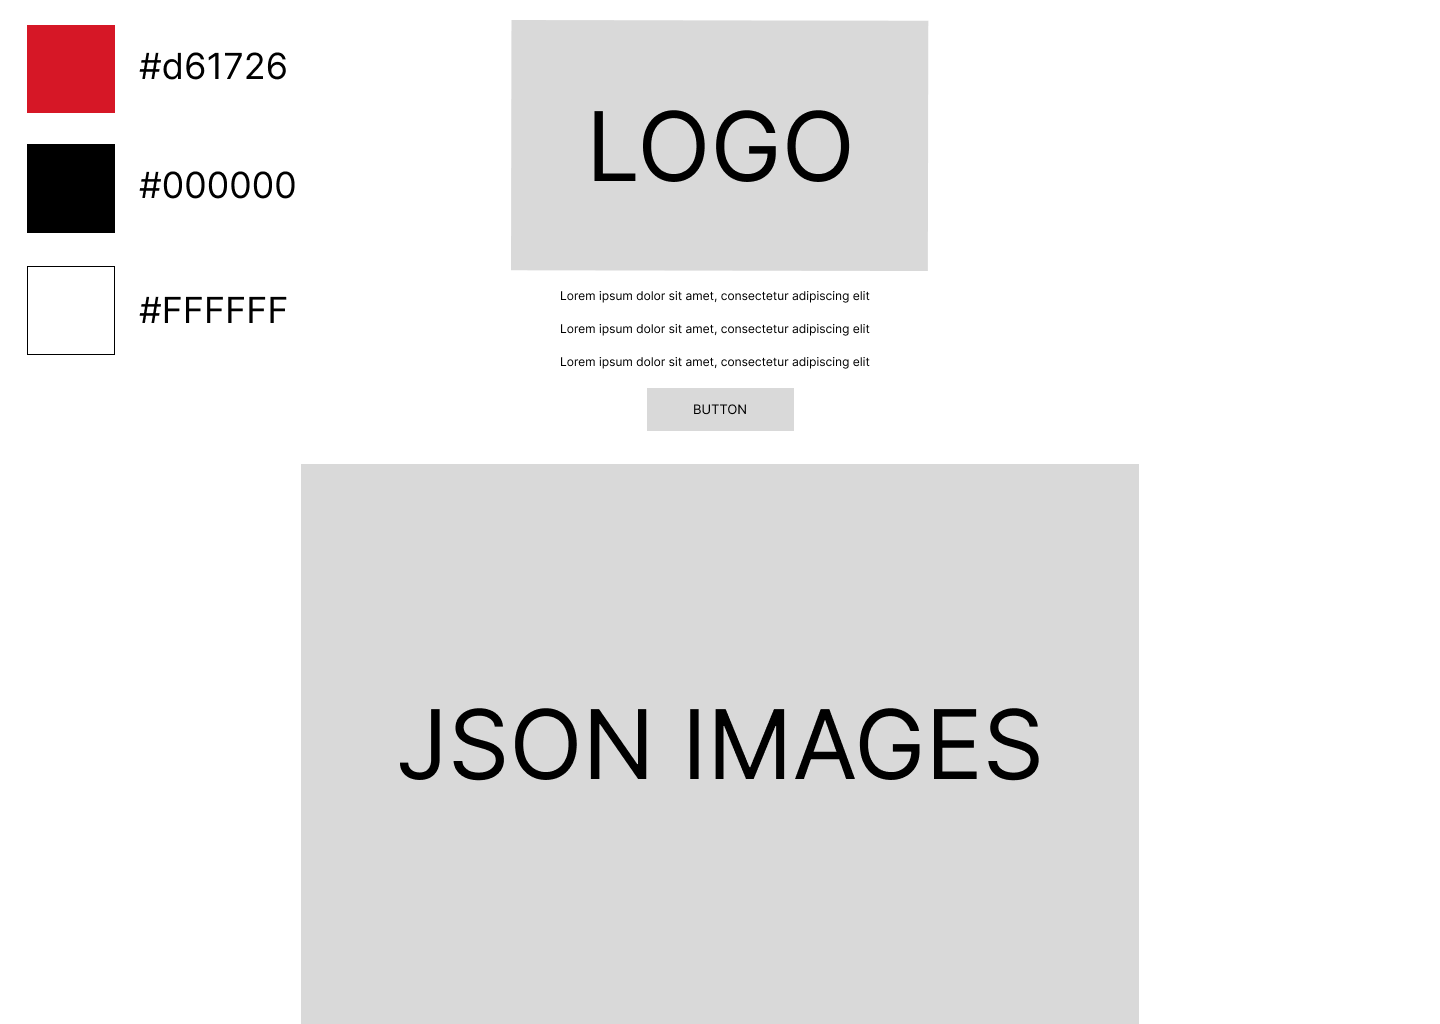 #d61726
#000000
#FFFFFF
LOGO
Lorem ipsum dolor sit amet, consectetur adipiscing elit
Lorem ipsum dolor sit amet, consectetur adipiscing elit
Lorem ipsum dolor sit amet, consectetur adipiscing elit
BUTTON
JSON IMAGES